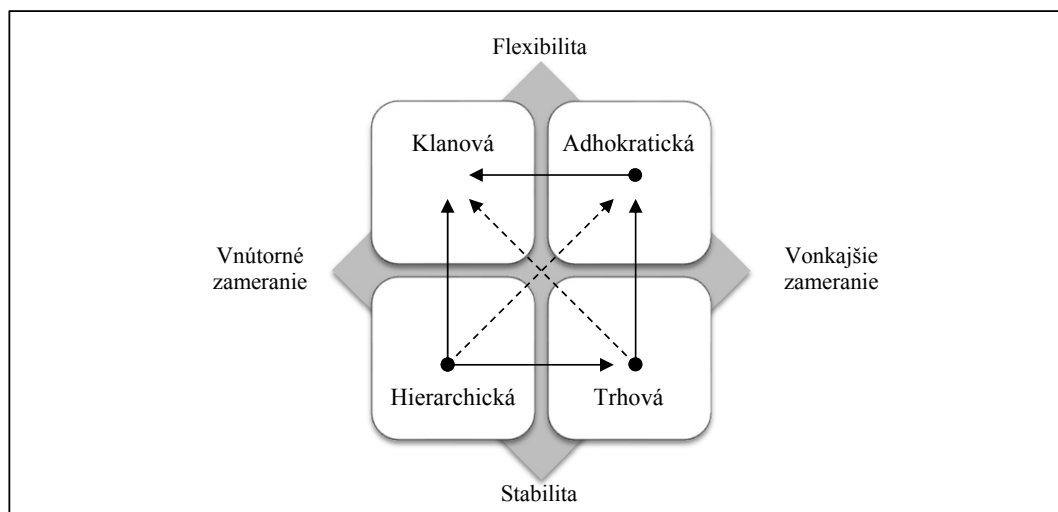 Flexibilita
Klanová
Adhokratická
Vnútorné
zameranie
Vonkajšie
zameranie
Hierarchická
Trhová
Stabilita